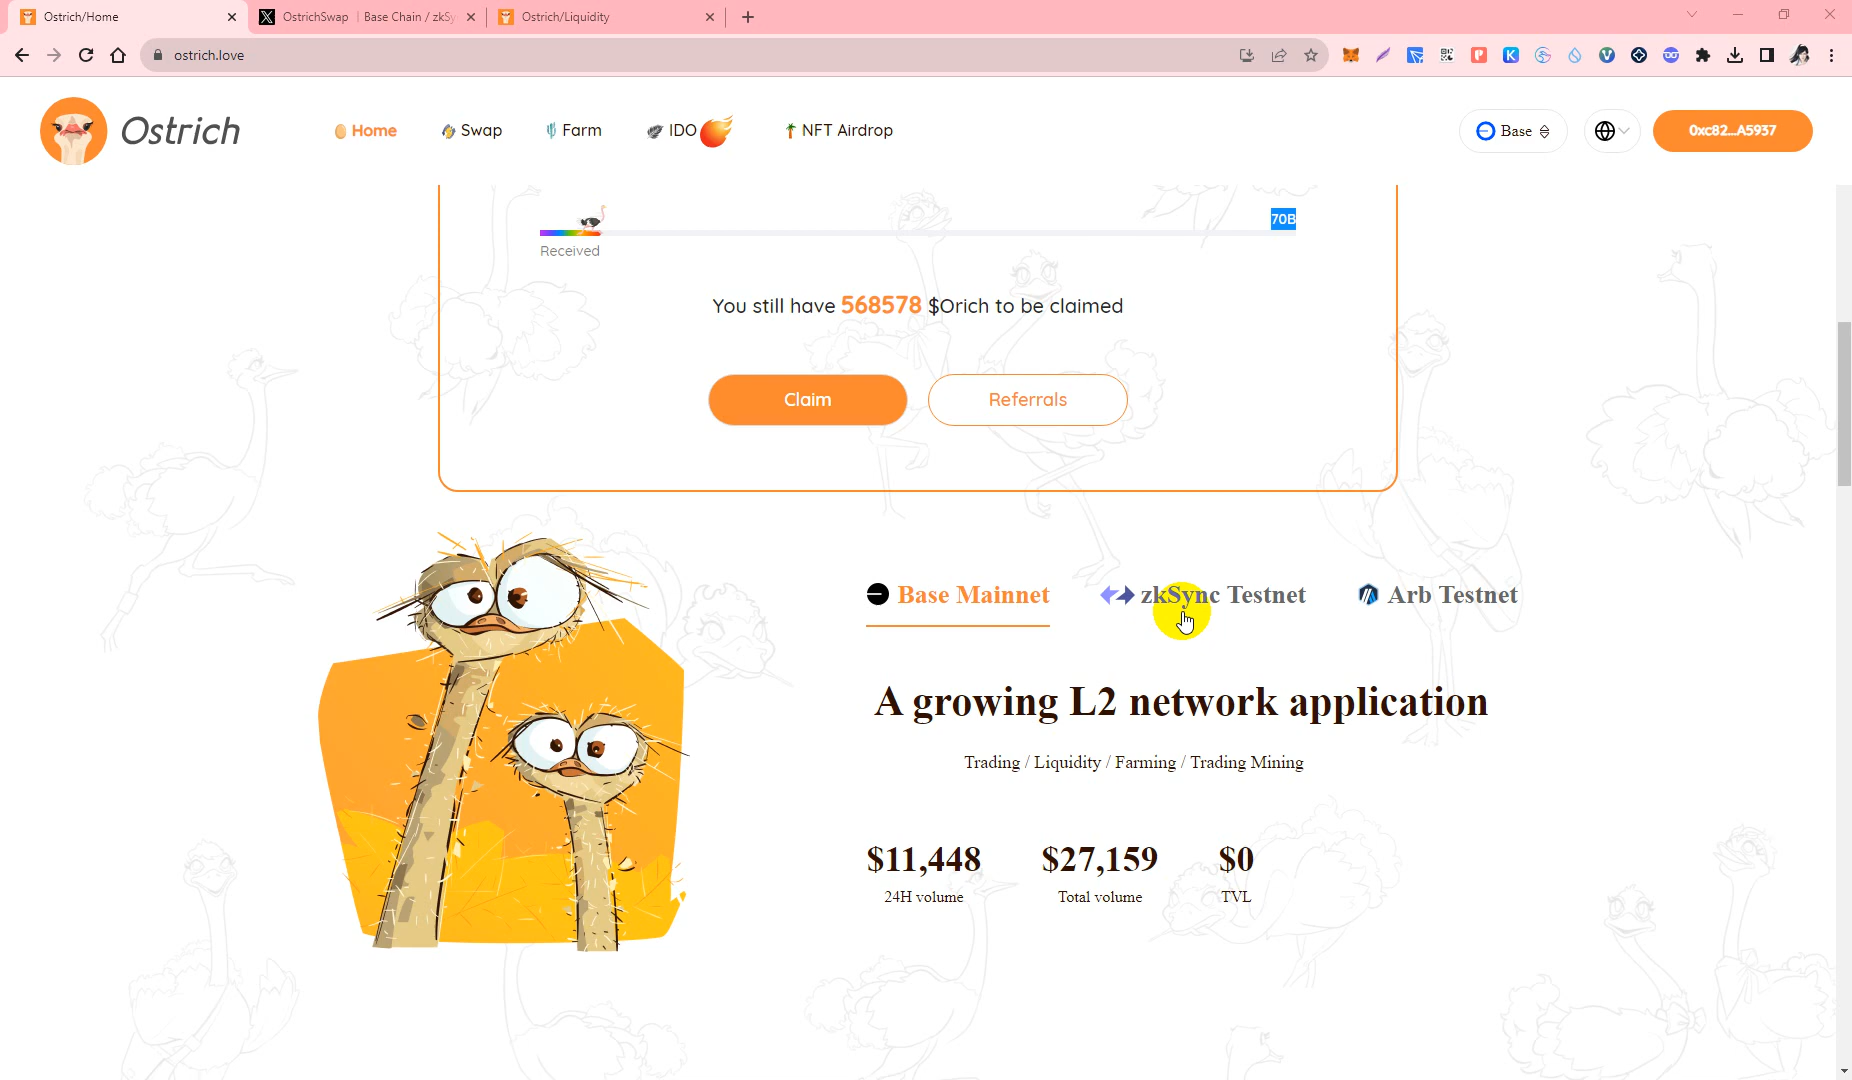 Ostrich/Home
OstrichSwap | Base Chain / zkSy
Ostrich/Liquidity
ostrich.love
Ostrich
Home
Swap
Farm
IDO
NFT Airdrop
Base
0xc82...A5937
70B
Received
You still have 568578 $Orich to be claimed
Claim
Referrals
Base Mainnet
zkSync Testnet
Arb Testnet
A growing L2 network application
Trading / Liquidity / Farming / Trading Mining
$11,448
$27,159
$0
24H volume
Total volume
TVL